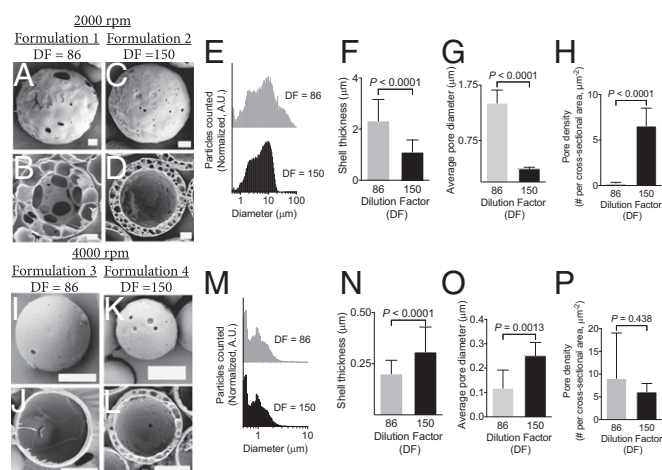 2000 rpm
Formulation 1
DF = 86
Formulation 2
DF =150
A
C
B
D
E
Particles counted
(Normalized, A.U.)
DF = 86
DF = 150
1
10
100
Diameter (μm)
F
P < 0.0001
Shell thickness (μm)
4
2
0
86
150
Dilution Factor
(DF)
G
P < 0.0001
Average pore diameter (μm)
1.75
0.75
86
150
Dilution Factor
(DF)
H
P < 0.0001
Pore density
(# per cross-sectional area, μm⁻²)
10
5
0
86
150
Dilution Factor
(DF)
4000 rpm
Formulation 3
DF = 86
Formulation 4
DF =150
I
K
J
L
M
Particles counted
(Normalized, A.U.)
DF = 86
DF = 150
1
10
Diameter (μm)
N
P < 0.0001
Shell thickness (μm)
0.50
0.25
86
150
Dilution Factor
(DF)
O
P = 0.0013
Average pore diameter (μm)
0.4
0.3
0.2
0.1
0.0
86
150
Dilution Factor
(DF)
P
P = 0.438
Pore density
(# per cross-sectional area, μm⁻²)
20
15
10
5
0
86
150
Dilution Factor
(DF)